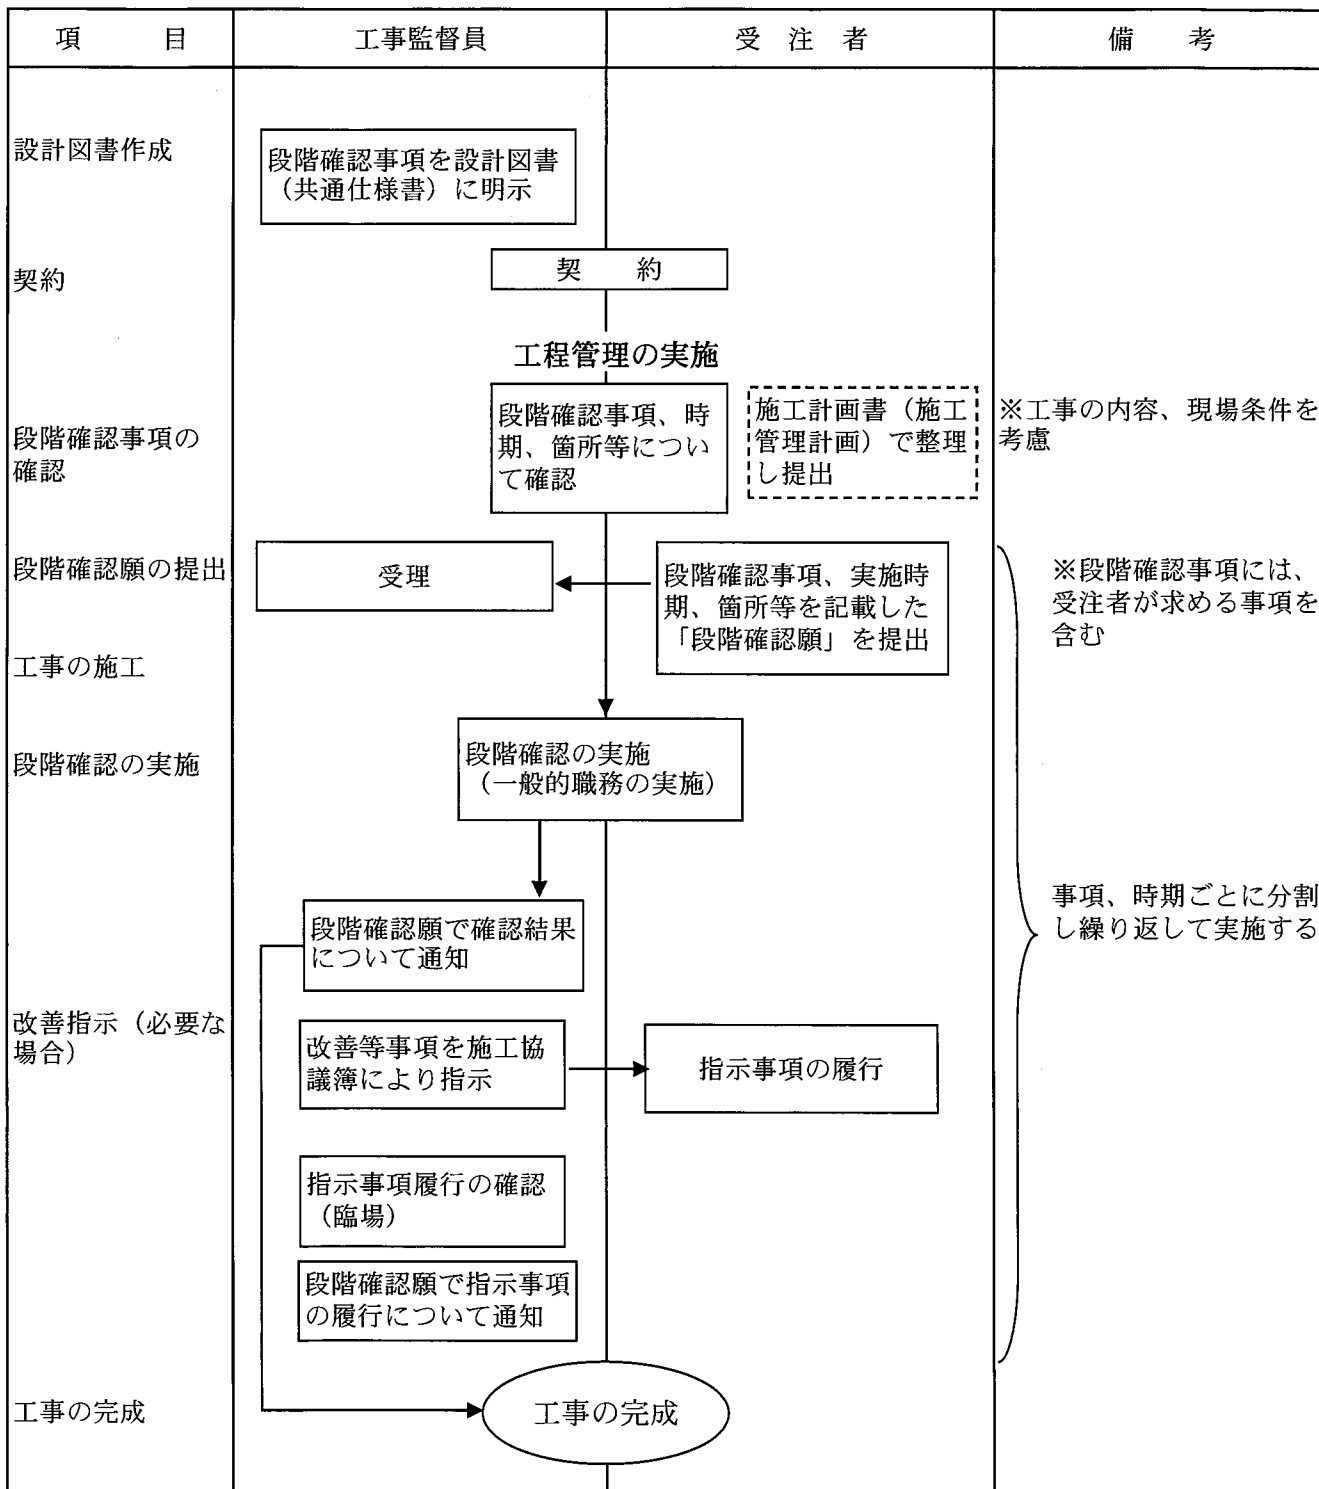 項　目
工事監督員
受　注　者
備　考
設計図書作成
段階確認事項を設計図書
（共通仕様書）に明示
契約
契　約
工程管理の実施
段階確認事項の
確認
段階確認事項、時
期、箇所等につい
て確認
施工計画書（施工
管理計画）で整理
し提出
※工事の内容、現場条件を
考慮
段階確認願の提出
受理
段階確認事項、実施時
期、箇所等を記載した
「段階確認願」を提出
※段階確認事項には、
受注者が求める事項を
含む
工事の施工
段階確認の実施
段階確認の実施
（一般的職務の実施）
段階確認願で確認結果
について通知
事項、時期ごとに分割
し繰り返して実施する
改善指示（必要な
場合）
改善等事項を施工協
議簿により指示
指示事項の履行
指示事項履行の確認
（臨場）
段階確認願で指示事項
の履行について通知
工事の完成
工事の完成